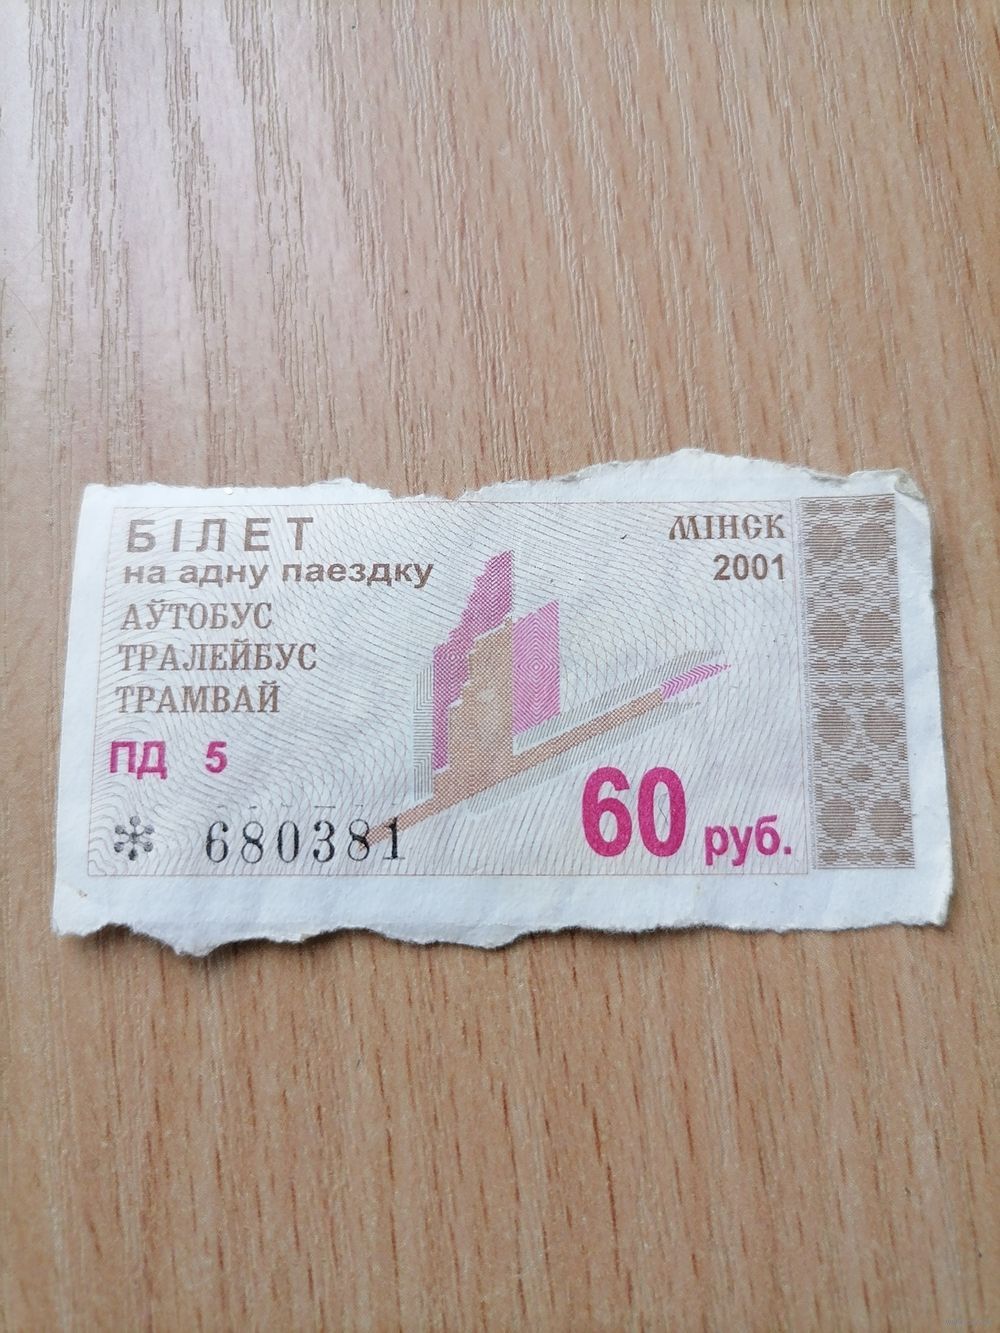 БІЛЕТ
на адну паездку
АЎТОБУС
ТРАЛЕЙБУС
ТРАМВАЙ
ПД 5
680381
МІНСК
2001
60 руб.